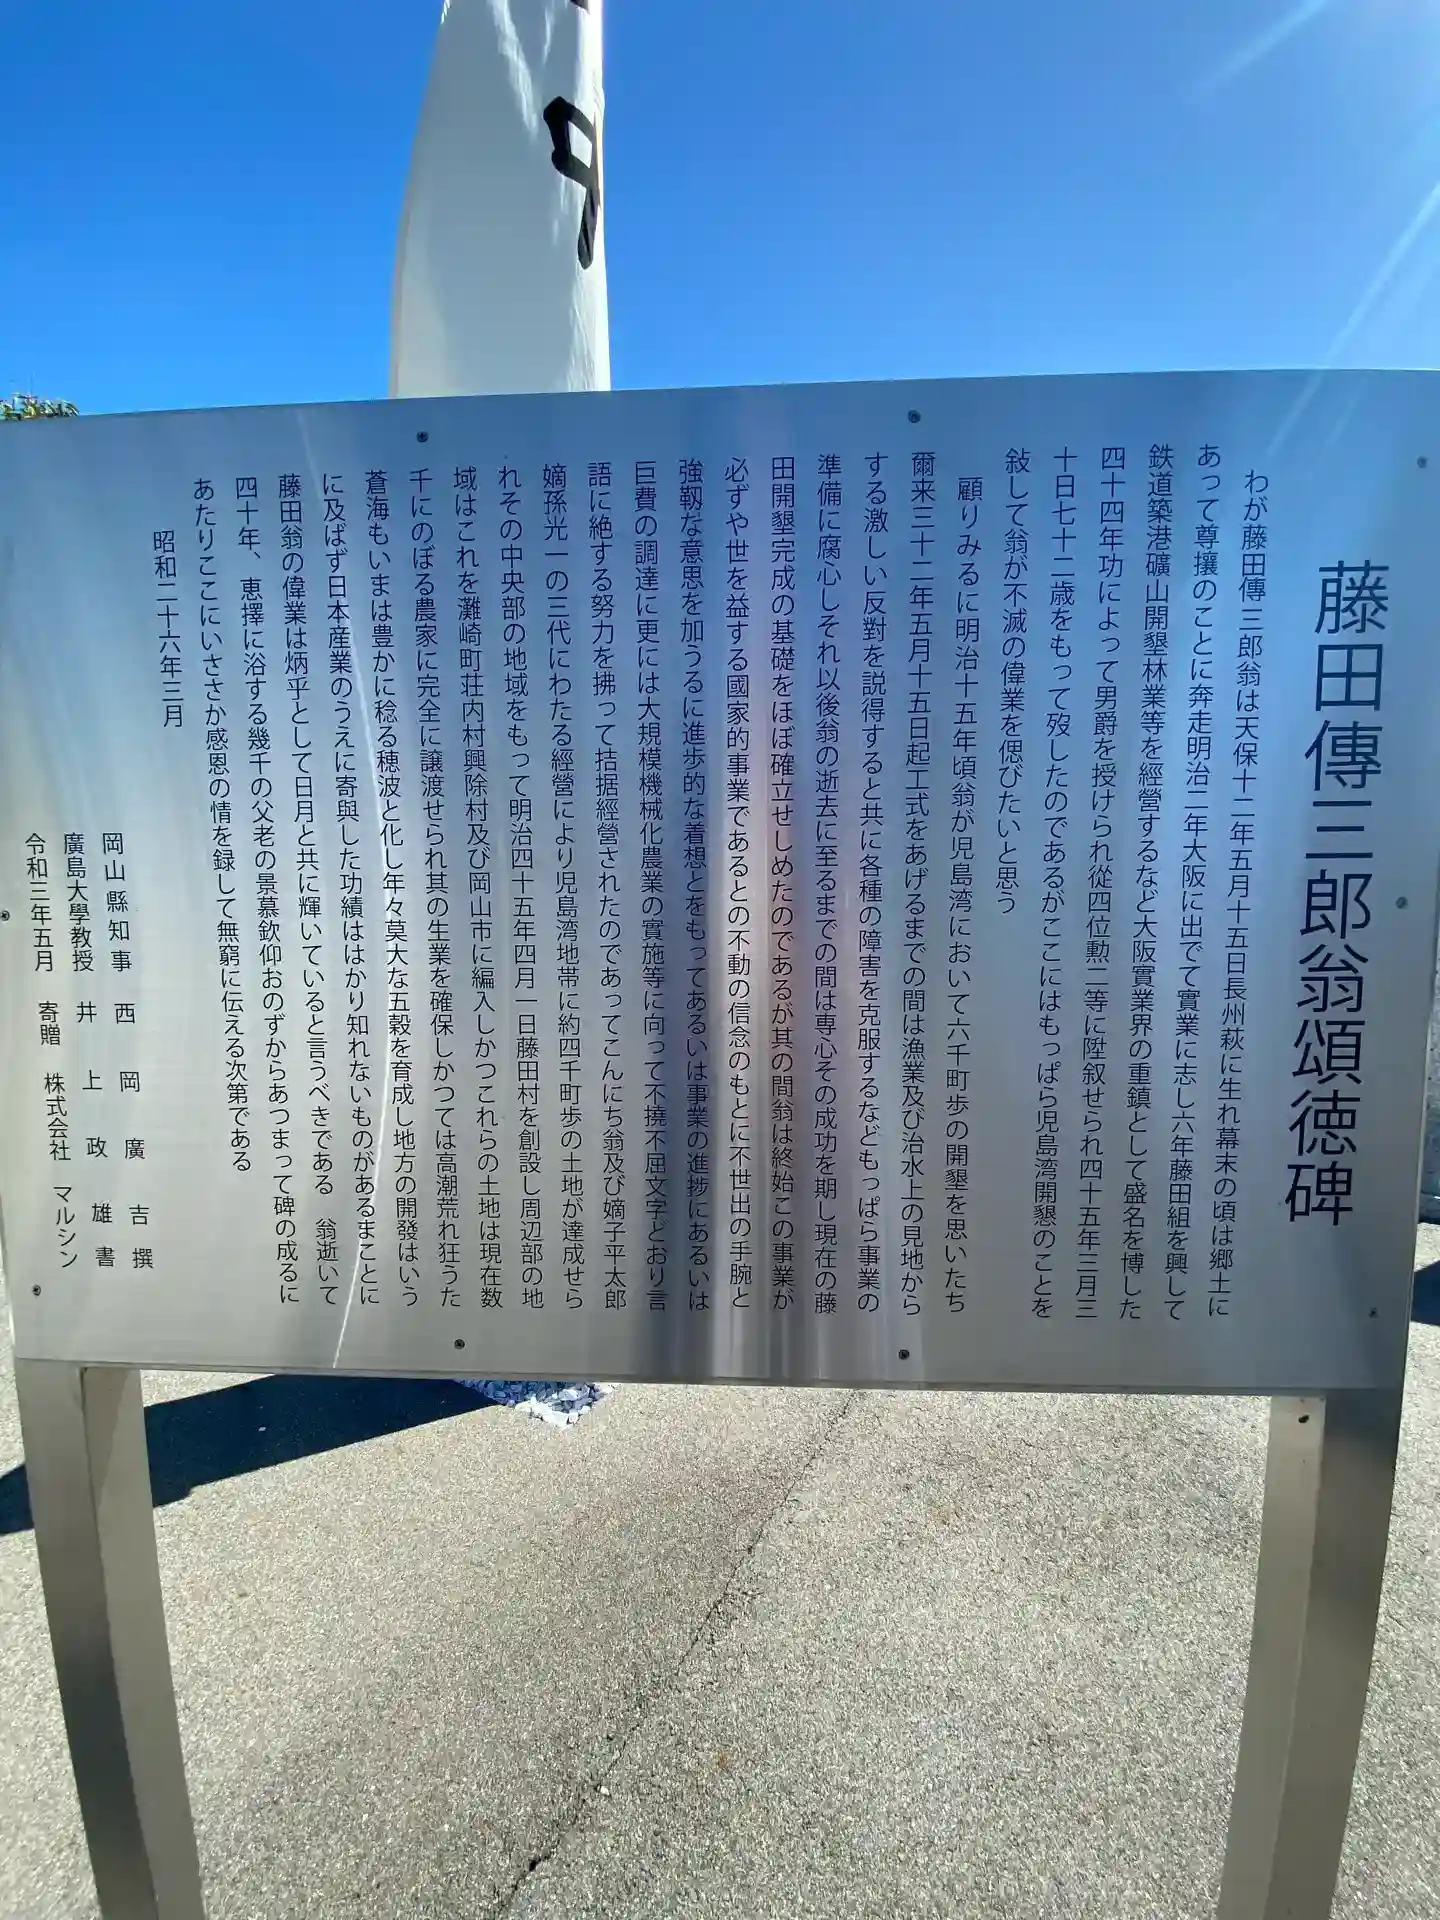 藤田傳三郎翁頌徳碑
わが藤田傳三郎翁は天保十二年五月十五日長州萩に生れ幕末の頃は郷土に
あって尊攘のことに奔走明治二年大阪に出でて實業に志し六年藤田組を興して
鉄道築港礦山開墾林業等を經營するなど大阪實業界の重鎮として盛名を博した
四十四年功によって男爵を授けられ従四位勲二等に陞叙せられ四十五年三月三
十日七十二歳をもって歿したのであるがここにはもっぱら児島湾開懇のことを
敍して翁が不滅の偉業を偲びたいと思う
顧りみるに明治十五年頃翁が児島湾において六千町歩の開墾を思いたち
爾来三十二年五月十五日起工式をあげるまでの間は漁業及び治水上の見地から
する激しい反對を説得すると共に各種の障害を克服するなどもっぱら事業の
準備に腐心しそれ以後翁の逝去に至るまでの間は専心その成功を期し現在の藤
田開墾完成の基礎をほぼ確立せしめたのであるが其の間翁は終始この事業が
必ずや世を益する國家的事業であるとの不動の信念のもとに不世出の手腕と
強靱な意思を加うるに進歩的な着想とをもってあるいは事業の進捗にあるいは
巨費の調達に更には大規模機械化農業の實施等に向って不撓不屈文字どおり言
語に絶する努力を拂って拮据經營されたのであってこんにち翁及び嫡子平太郎
嫡孫光一の三代にわたる經營により児島湾地帯に約四千町歩の土地が達成せら
れその中央部の地域をもって明治四十五年四月一日藤田村を創設し周辺部の地
域はこれを灘崎町荘内村興除村及び岡山市に編入しかつこれらの土地は現在数
千にのぼる農家に完全に譲渡せられ其の生業を確保しかつては高潮荒れ狂うた
蒼海もいまは豊かに稔る穂波と化し年々莫大な五穀を育成し地方の開發はいう
に及ばず日本産業のうえに寄與した功績ははかり知れないものがあるまことに
藤田翁の偉業は炳乎として日月と共に輝いていると言うべきである　翁逝いて
四十年、恵擇に浴する幾千の父老の景慕欽仰おのずからあつまって碑の成るに
あたりここにいささか感恩の情を録して無窮に伝える次第である
昭和二十六年三月
岡山縣知事　西岡廣吉　撰
廣島大學教授　井上政雄　書
令和三年五月　寄贈　株式会社　マルシン